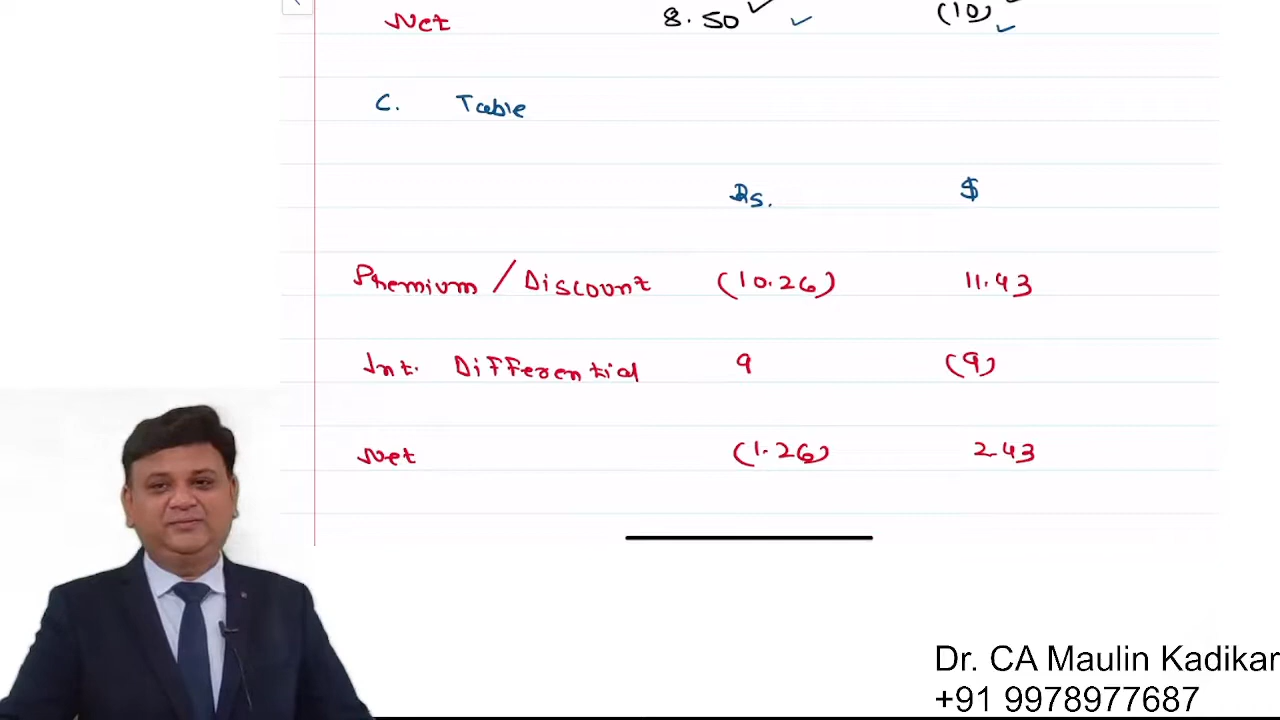 Net 8.50 (10)
C. Table
Rs. $
Premium / Discount (10.26) 11.43
Int. Differential 9 (9)
Net (1.26) 2.43
Dr. CA Maulin Kadikar
+91 9978977687